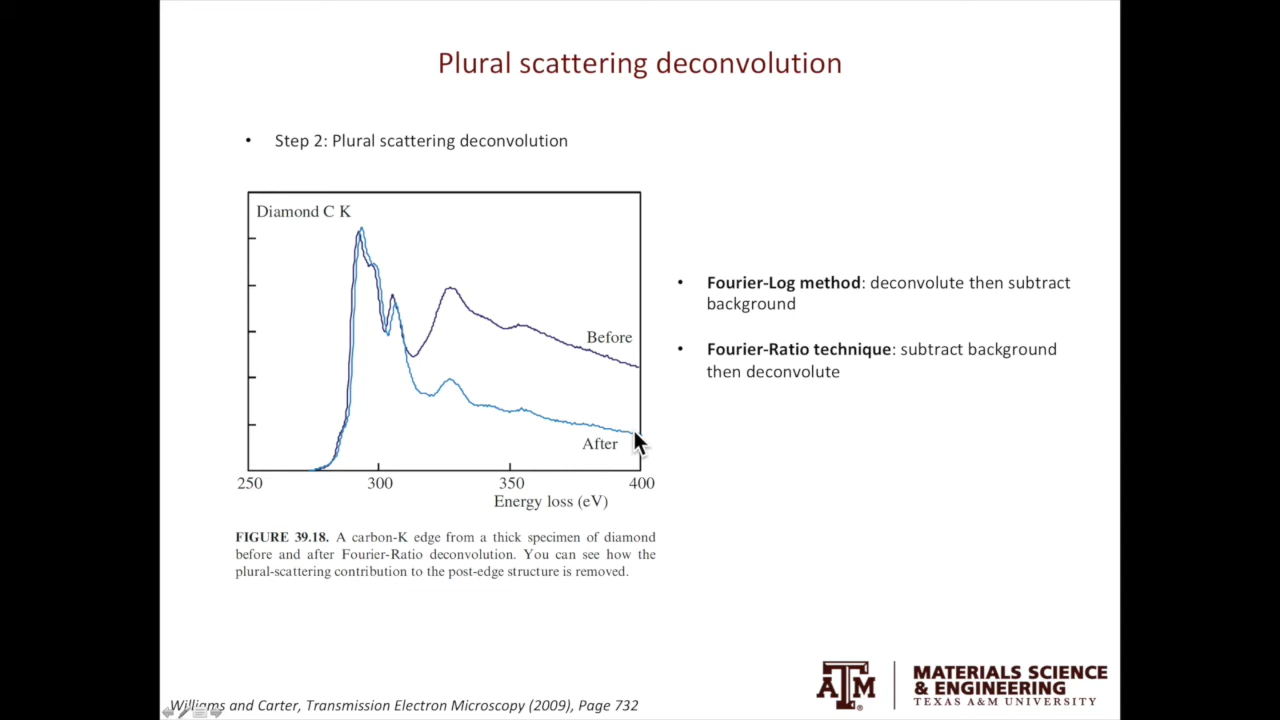 Plural scattering deconvolution
• Step 2: Plural scattering deconvolution
Diamond C K
Before
After
250 300 350 400
Energy loss (eV)
FIGURE 39.18. A carbon-K edge from a thick specimen of diamond
before and after Fourier-Ratio deconvolution. You can see how the
plural-scattering contribution to the post-edge structure is removed.
• Fourier-Log method: deconvolute then subtract
background
• Fourier-Ratio technique: subtract background
then deconvolute
Williams and Carter, Transmission Electron Microscopy (2009), Page 732
ATM
MATERIALS SCIENCE
& ENGINEERING
TEXAS A&M UNIVERSITY